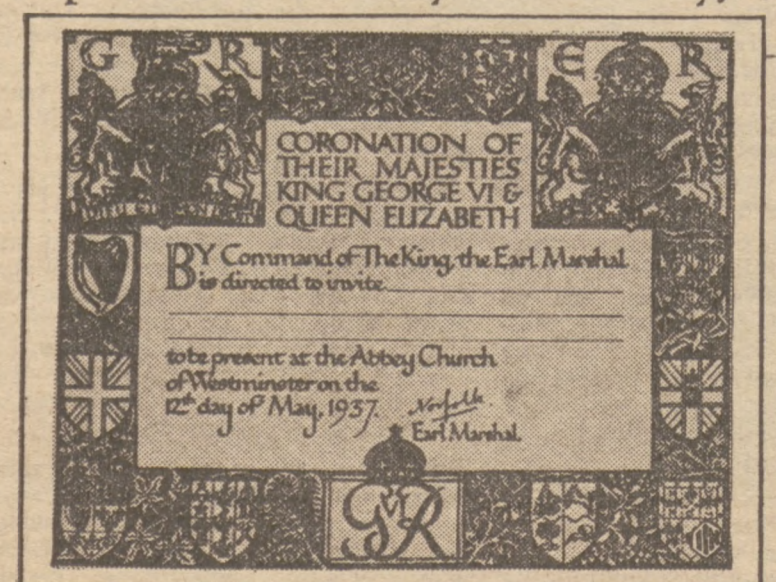 G R
E R
CORONATION OF
THEIR MAJESTIES
KING GEORGE VI &
QUEEN ELIZABETH
BY Command of The King, the Earl Marshal
is directed to invite
to be present at the Abbey Church
of Westminster on the
12th day of May, 1937.
Norfolk.
Earl Marshal.
G VI R